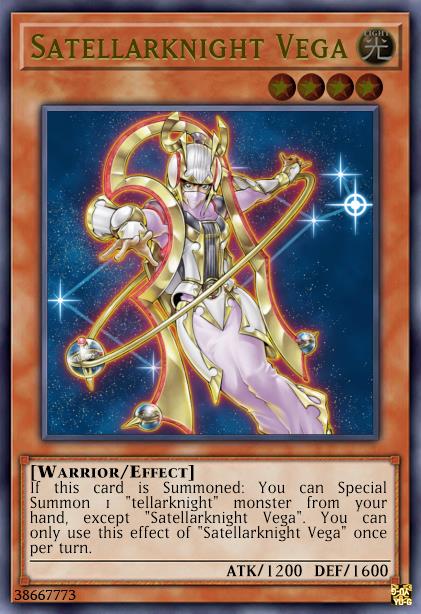 SATELLARKNIGHT VEGA
LIGHT
光
[WARRIOR/EFFECT]
If this card is Summoned: You can Special
Summon 1 "tellarknight" monster from your
hand, except "Satellarknight Vega". You can
only use this effect of "Satellarknight Vega" once
per turn.
ATK/1200 DEF/1600
38667773